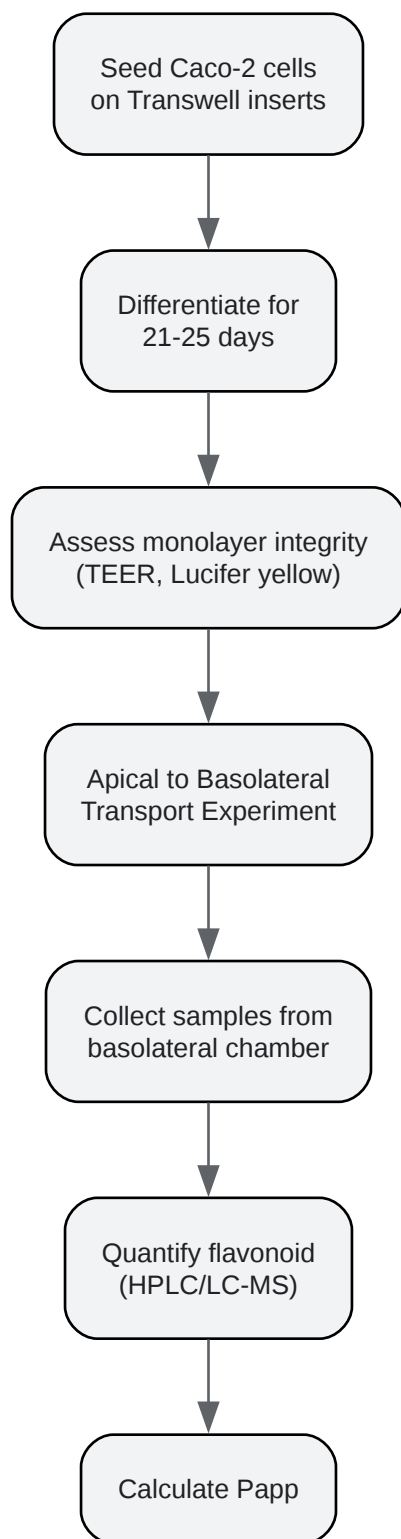 Seed Caco-2 cells
on Transwell inserts
Differentiate for
21-25 days
Assess monolayer integrity
(TEER, Lucifer yellow)
Apical to Basolateral
Transport Experiment
Collect samples from
basolateral chamber
Quantify flavonoid
(HPLC/LC-MS)
Calculate Papp